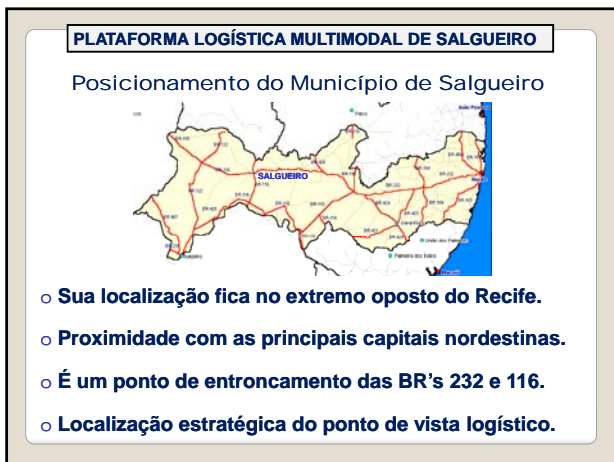 PLATAFORMA LOGÍSTICA MULTIMODAL DE SALGUEIRO
Posicionamento do Município de Salgueiro
SALGUEIRO
Sua localização fica no extremo oposto do Recife.
Proximidade com as principais capitais nordestinas.
É um ponto de entroncamento das BR's 232 e 116.
Localização estratégica do ponto de vista logístico.